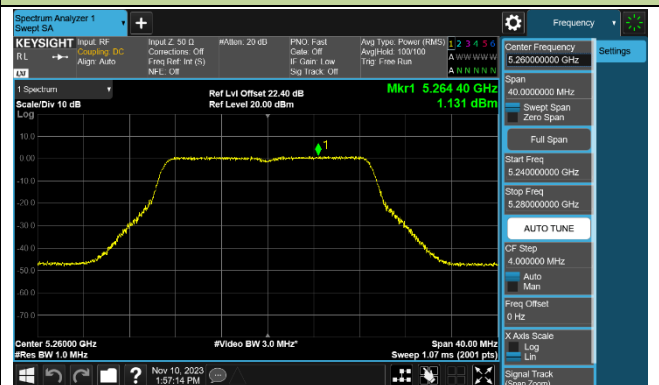 Spectrum Analyzer 1
Swept SA
Frequency
KEYSIGHT
RL
LXI
Input: RF
Coupling: DC
Align: Auto
Input Z: 50 Ω
Corrections: Off
Freq Ref: Int (S)
NFE: Off
#Atten: 20 dB
PNO: Fast
Gate: Off
IF Gain: Low
Sig Track: Off
Avg Type: Power (RMS)
Avg|Hold: 100/100
Trig: Free Run
1 2 3 4 5 6
A W W W W W
A N N N N N
1 Spectrum
Scale/Div 10 dB
Log
Ref Lvl Offset 22.40 dB
Ref Level 20.00 dBm
Mkr1 5.264 40 GHz
1.131 dBm
1
10.0
0.00
-10.0
-20.0
-30.0
-40.0
-50.0
-60.0
-70.0
Center 5.26000 GHz
#Res BW 1.0 MHz
#Video BW 3.0 MHz*
Span 40.00 MHz
Sweep 1.07 ms (2001 pts)
Center Frequency
5.260000000 GHz
Settings
Span
40.0000000 MHz
Swept Span
Zero Span
Full Span
Start Freq
5.240000000 GHz
Stop Freq
5.280000000 GHz
AUTO TUNE
CF Step
4.000000 MHz
Auto
Man
Freq Offset
0 Hz
X Axis Scale
Log
Lin
Signal Track
(Span Zoom)
Nov 10, 2023
1:57:14 PM